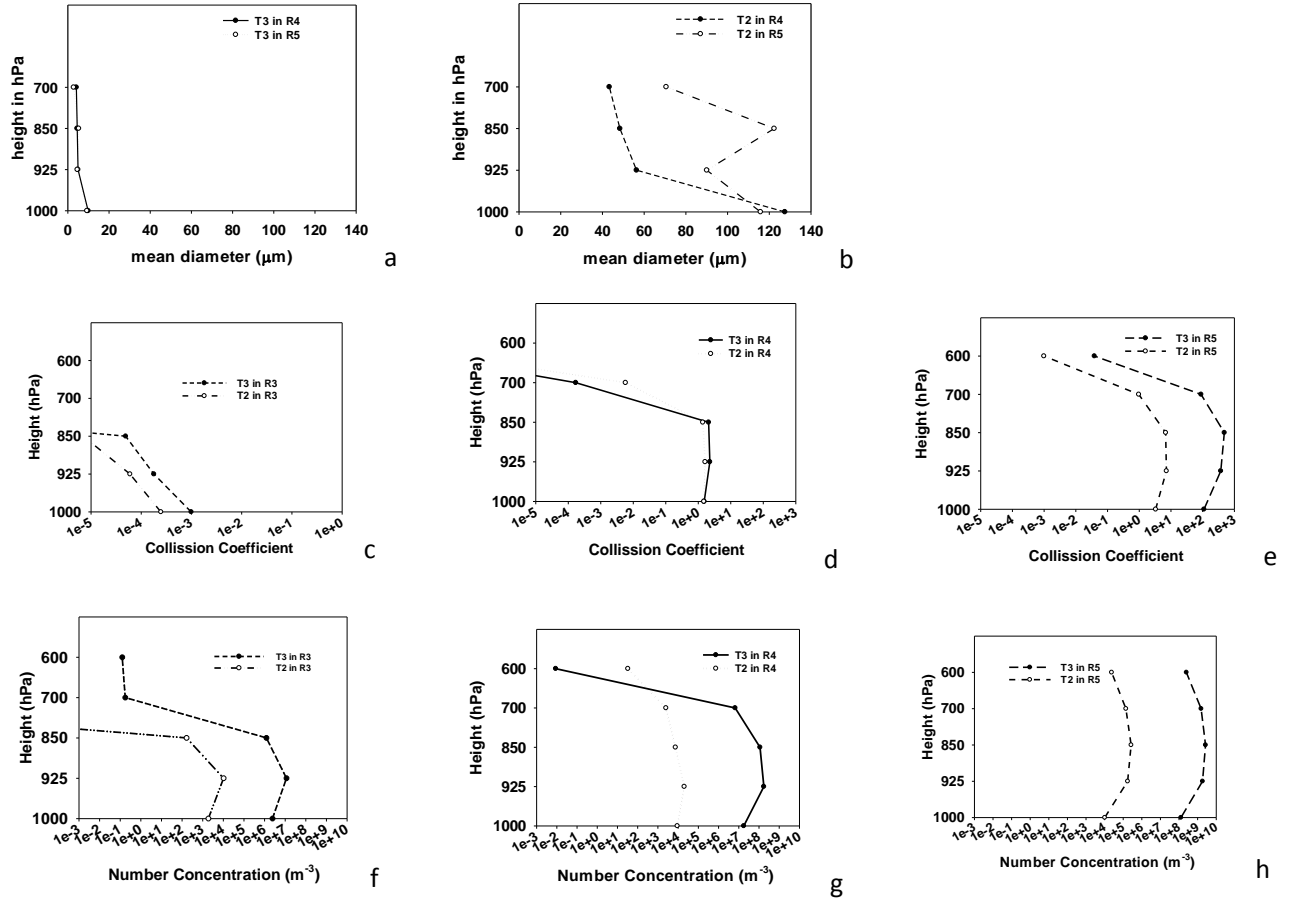 T3 in R4
T3 in R5
height in hPa
700
850
925
1000
0 20 40 60 80 100 120 140
mean diameter (μm)
a
T2 in R4
T2 in R5
height in hPa
700
850
925
1000
0 20 40 60 80 100 120 140
mean diameter (μm)
b
T3 in R3
T2 in R3
Height (hPa)
600
700
850
925
1000
1e-5 1e-4 1e-3 1e-2 1e-1 1e+0
Collission Coefficient
c
T3 in R4
T2 in R4
Height (hPa)
600
700
850
925
1000
1e-5 1e-4 1e-3 1e-2 1e-1 1e+0 1e+1 1e+2 1e+3
Collission Coefficient
d
T3 in R5
T2 in R5
Height (hPa)
600
700
850
925
1000
1e-5 1e-4 1e-3 1e-2 1e-1 1e+0 1e+1 1e+2 1e+3
Collission Coefficient
e
T3 in R3
T2 in R3
Height (hPa)
600
700
850
925
1000
1e-3 1e-2 1e-1 1e+0 1e+1 1e+2 1e+3 1e+4 1e+5 1e+6 1e+7 1e+8 1e+9 1e+10
Number Concentration (m-3)
f
T3 in R4
T2 in R4
Height (hPa)
600
700
850
925
1000
1e-3 1e-2 1e-1 1e+0 1e+1 1e+2 1e+3 1e+4 1e+5 1e+6 1e+7 1e+8 1e+9 1e+10
Number Concentration (m-3)
g
T3 in R5
T2 in R5
Height (hPa)
600
700
850
925
1000
1e-3 1e-2 1e-1 1e+0 1e+1 1e+2 1e+3 1e+4 1e+5 1e+6 1e+7 1e+8 1e+9 1e+10
Number Concentration (m-3)
h